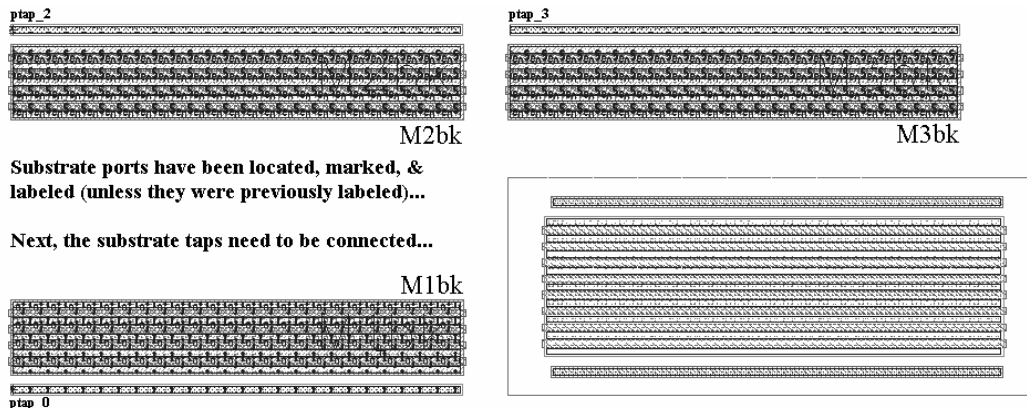 ptap_2
ptap_3
M2bk
M3bk
Substrate ports have been located, marked, &
labeled (unless they were previously labeled)...
Next, the substrate taps need to be connected...
M1bk
ptap_0